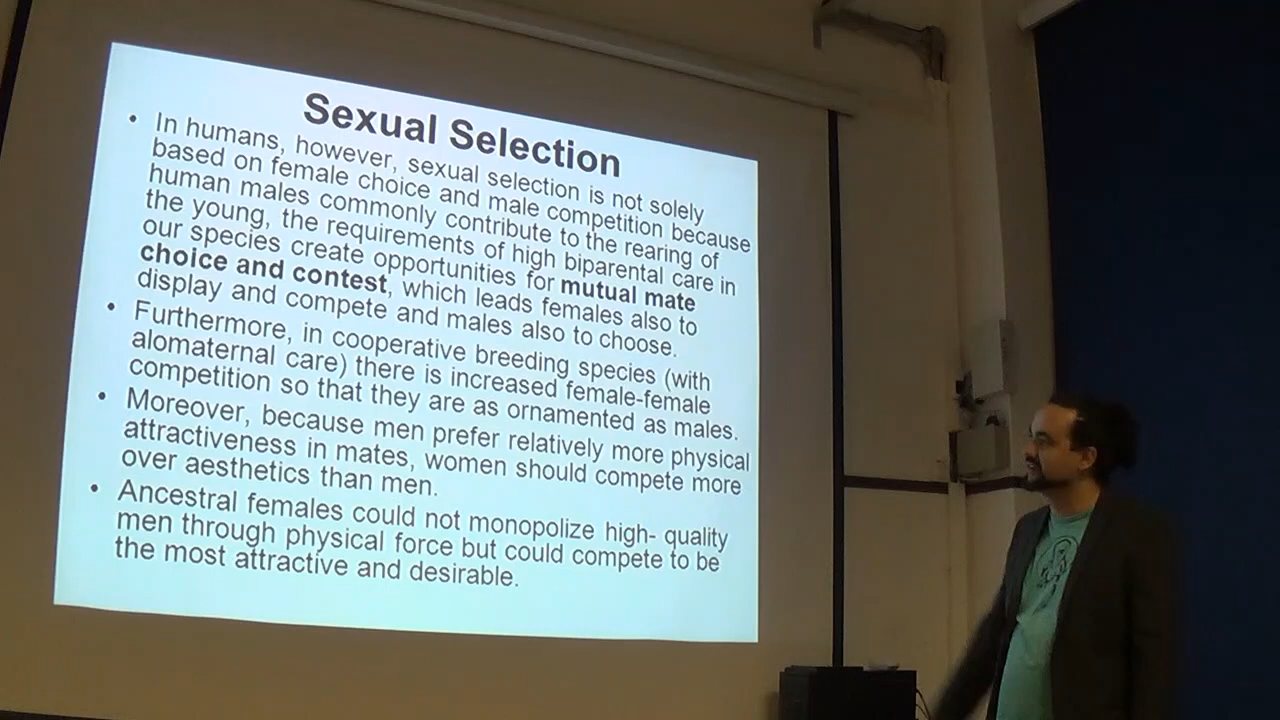 Sexual Selection
• In humans, however, sexual selection is not solely
based on female choice and male competition because
human males commonly contribute to the rearing of
the young, the requirements of high biparental care in
our species create opportunities for mutual mate
choice and contest, which leads females also to
display and compete and males also to choose.
• Furthermore, in cooperative breeding species (with
alomaternal care) there is increased female-female
competition so that they are as ornamented as males.
• Moreover, because men prefer relatively more physical
attractiveness in mates, women should compete more
over aesthetics than men.
• Ancestral females could not monopolize high- quality
men through physical force but could compete to be
the most attractive and desirable.